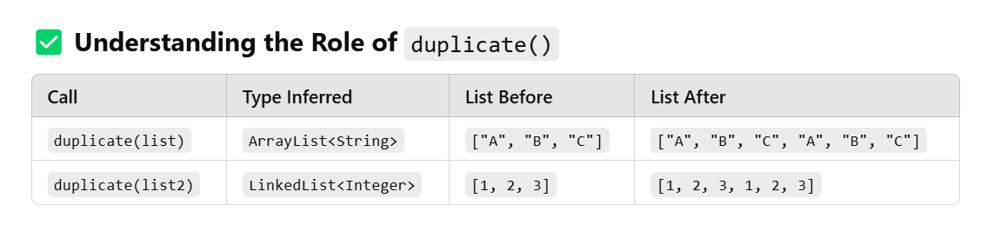 ✅ Understanding the Role of duplicate()
Call Type Inferred List Before List After
duplicate(list) ArrayList<String> ["A", "B", "C"] ["A", "B", "C", "A", "B", "C"]
duplicate(list2) LinkedList<Integer> [1, 2, 3] [1, 2, 3, 1, 2, 3]